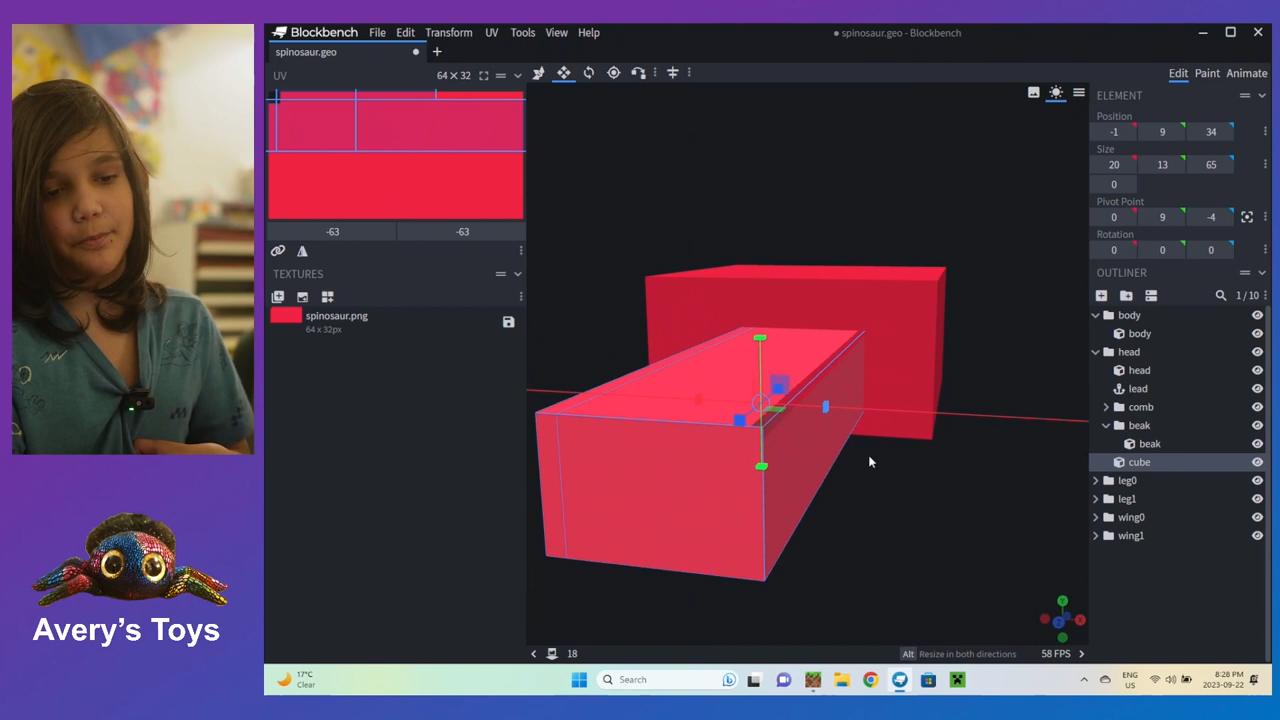 Blockbench File Edit Transform UV Tools View Help
spinosaur.geo - Blockbench
spinosaur.geo
UV 64 × 32
Edit Paint Animate
-63 -63
TEXTURES
spinosaur.png
64 x 32px
ELEMENT
Position
-1 9 34
Size
20 13 65
0
Pivot Point
0 9 -4
Rotation
0 0 0
OUTLINER
1/10
body
body
head
head
lead
comb
beak
beak
cube
leg0
leg1
wing0
wing1
Y
X
Z
18
Alt Resize in both directions 58 FPS
Avery's Toys
17°C
Clear
Search
ENG
US
8:28 PM
2023-09-22